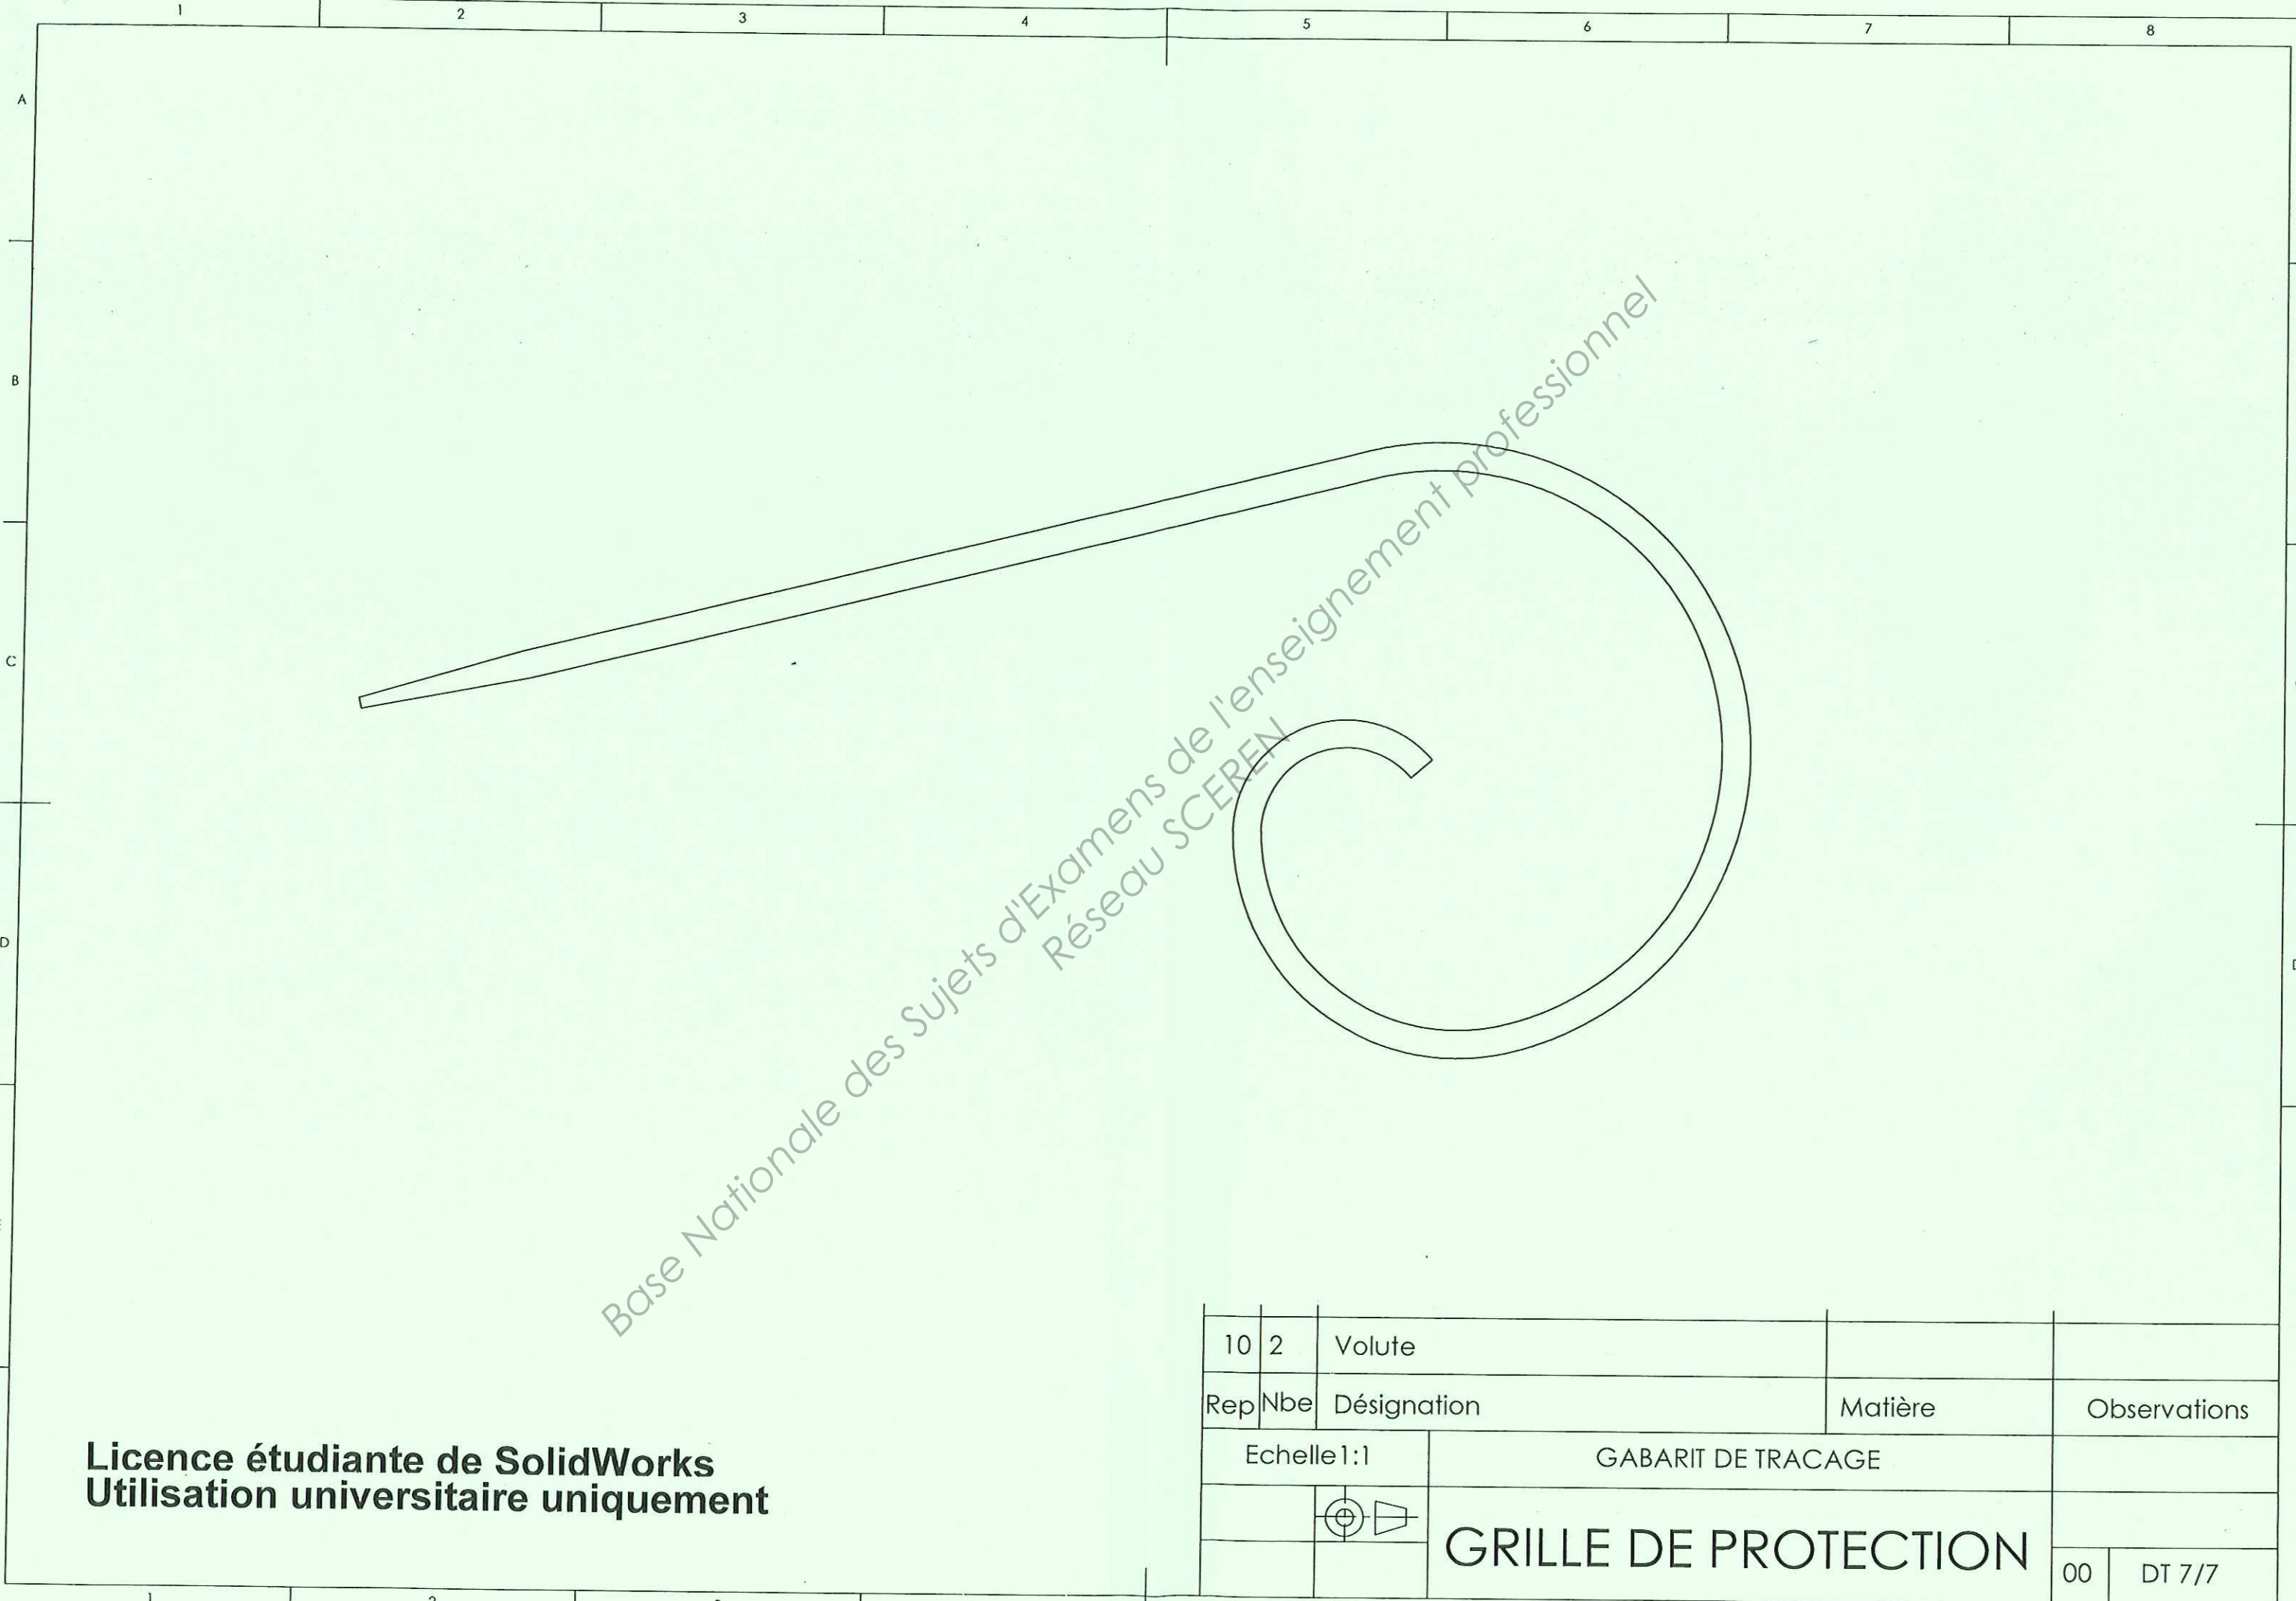 1 2 3 4 5 6 7 8
A
B
C
D
Base Nationale des Sujets d'Examens de l'enseignement professionnel
Réseau SCEREN
10 2 Volute
Rep Nbe Désignation Matière Observations
Echelle1:1 GABARIT DE TRACAGE
GRILLE DE PROTECTION
00 DT 7/7
Licence étudiante de SolidWorks
Utilisation universitaire uniquement